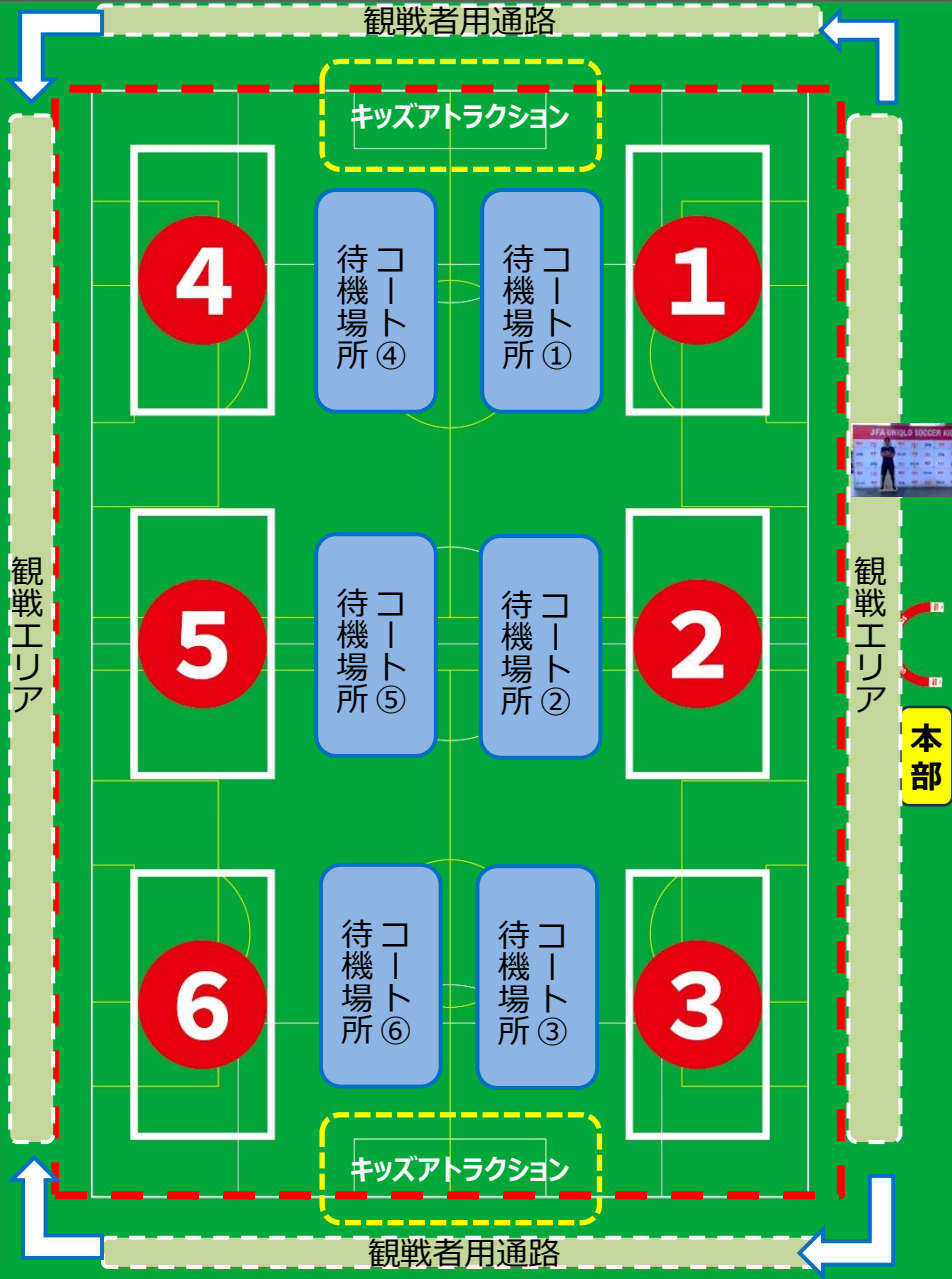 観戦者用通路
キッズアトラクション
4
コート④
待機場所
コート①
待機場所
1
JFA UNIQLO SOCCER KI
観戦エリア
5
コート⑤
待機場所
コート②
待機場所
2
観戦エリア
本部
6
コート⑥
待機場所
コート③
待機場所
3
キッズアトラクション
観戦者用通路